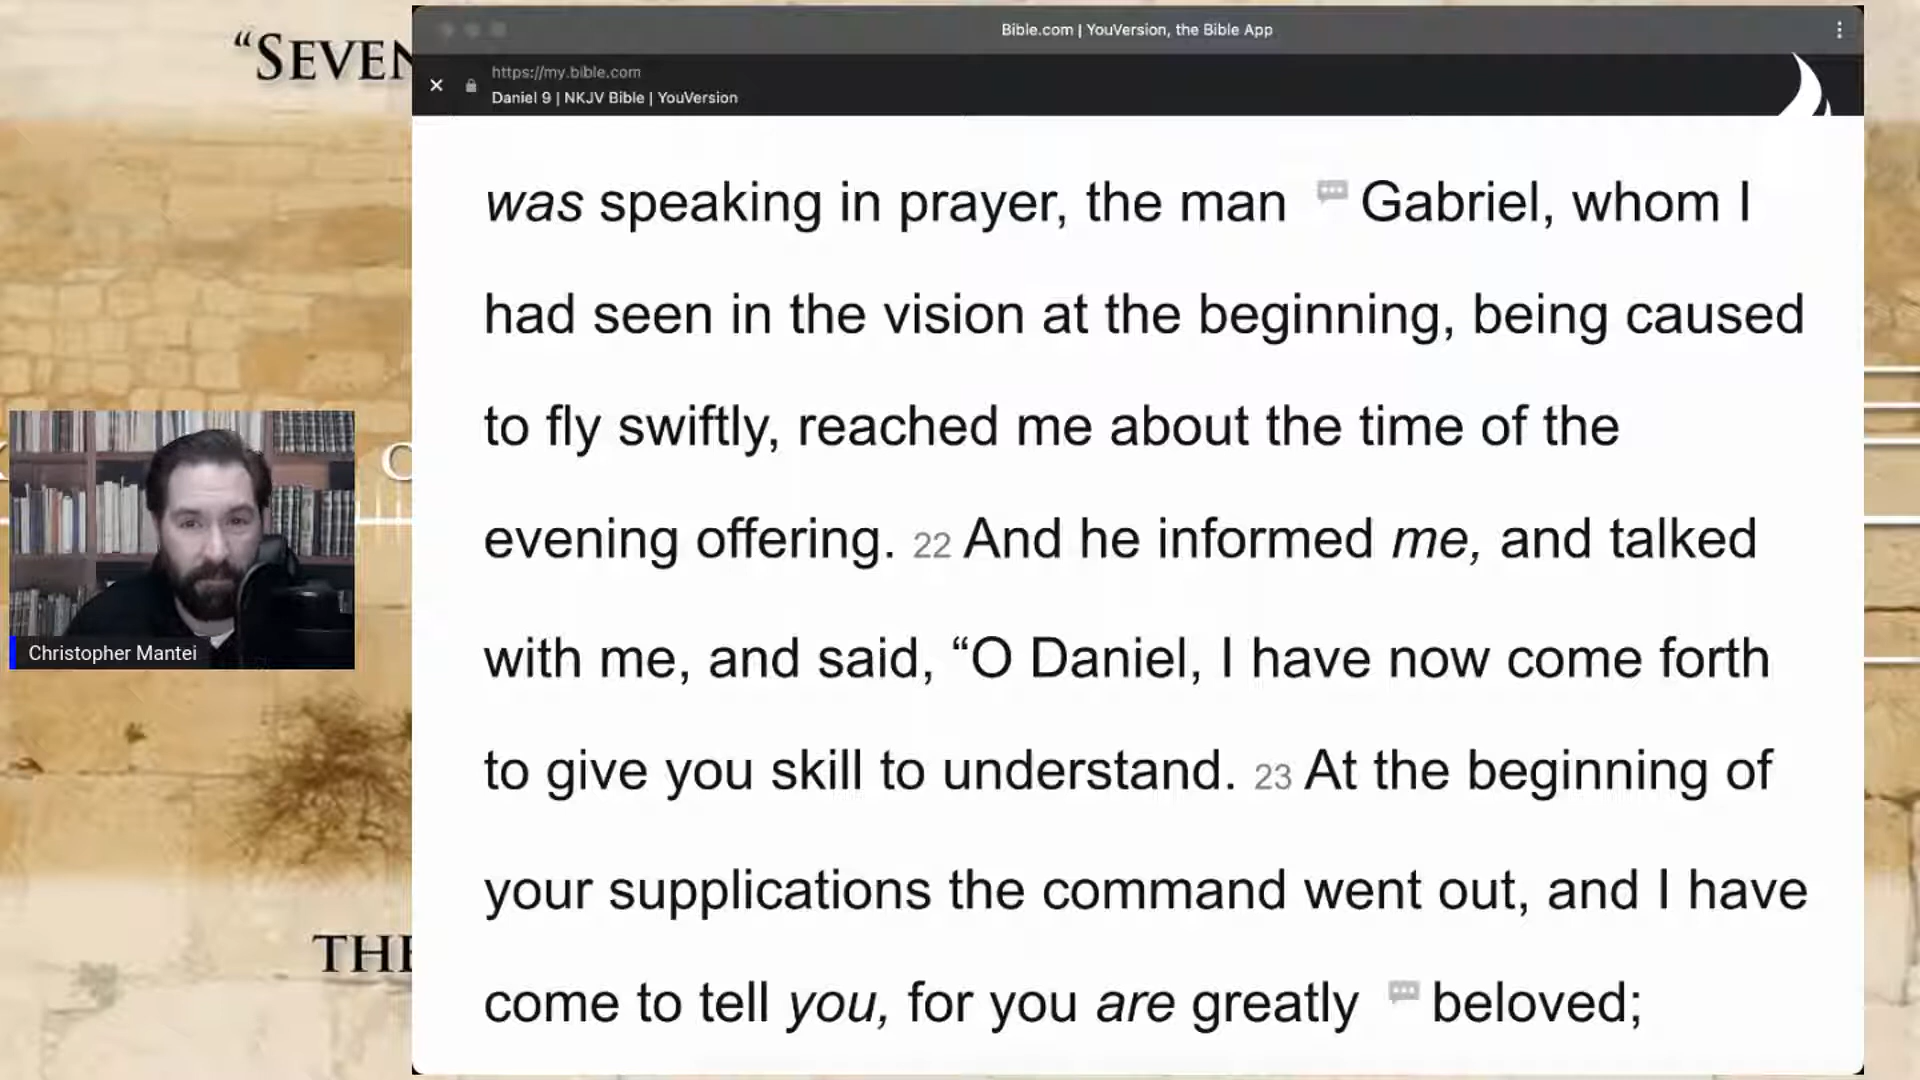 “SEVEN
Bible.com | YouVersion, the Bible App
https://my.bible.com
Daniel 9 | NKJV Bible | YouVersion
was speaking in prayer, the man Gabriel, whom I
had seen in the vision at the beginning, being caused
to fly swiftly, reached me about the time of the
evening offering. 22 And he informed me, and talked
with me, and said, “O Daniel, I have now come forth
to give you skill to understand. 23 At the beginning of
your supplications the command went out, and I have
come to tell you, for you are greatly beloved;
Christopher Mantei
THE